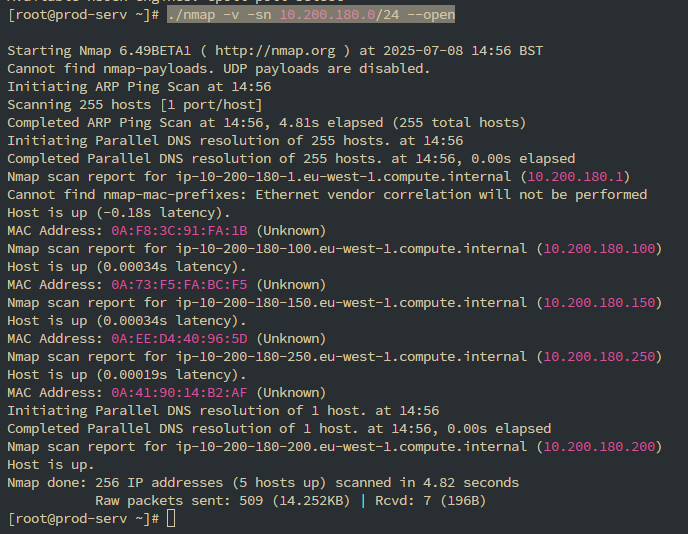 [root@prod-serv ~]# ./nmap -v -sn 10.200.180.0/24 --open
Starting Nmap 6.49BETA1 ( http://nmap.org ) at 2025-07-08 14:56 BST
Cannot find nmap-payloads. UDP payloads are disabled.
Initiating ARP Ping Scan at 14:56
Scanning 255 hosts [1 port/host]
Completed ARP Ping Scan at 14:56, 4.81s elapsed (255 total hosts)
Initiating Parallel DNS resolution of 255 hosts. at 14:56
Completed Parallel DNS resolution of 255 hosts. at 14:56, 0.00s elapsed
Nmap scan report for ip-10-200-180-1.eu-west-1.compute.internal (10.200.180.1)
Cannot find nmap-mac-prefixes: Ethernet vendor correlation will not be performed
Host is up (-0.18s latency).
MAC Address: 0A:F8:3C:91:FA:1B (Unknown)
Nmap scan report for ip-10-200-180-100.eu-west-1.compute.internal (10.200.180.100)
Host is up (0.00034s latency).
MAC Address: 0A:73:F5:FA:BC:F5 (Unknown)
Nmap scan report for ip-10-200-180-150.eu-west-1.compute.internal (10.200.180.150)
Host is up (0.00034s latency).
MAC Address: 0A:EE:D4:40:96:5D (Unknown)
Nmap scan report for ip-10-200-180-250.eu-west-1.compute.internal (10.200.180.250)
Host is up (0.00019s latency).
MAC Address: 0A:41:90:14:B2:AF (Unknown)
Initiating Parallel DNS resolution of 1 host. at 14:56
Completed Parallel DNS resolution of 1 host. at 14:56, 0.00s elapsed
Nmap scan report for ip-10-200-180-200.eu-west-1.compute.internal (10.200.180.200)
Host is up.
Nmap done: 256 IP addresses (5 hosts up) scanned in 4.82 seconds
Raw packets sent: 509 (14.252KB) | Rcvd: 7 (196B)
[root@prod-serv ~]#